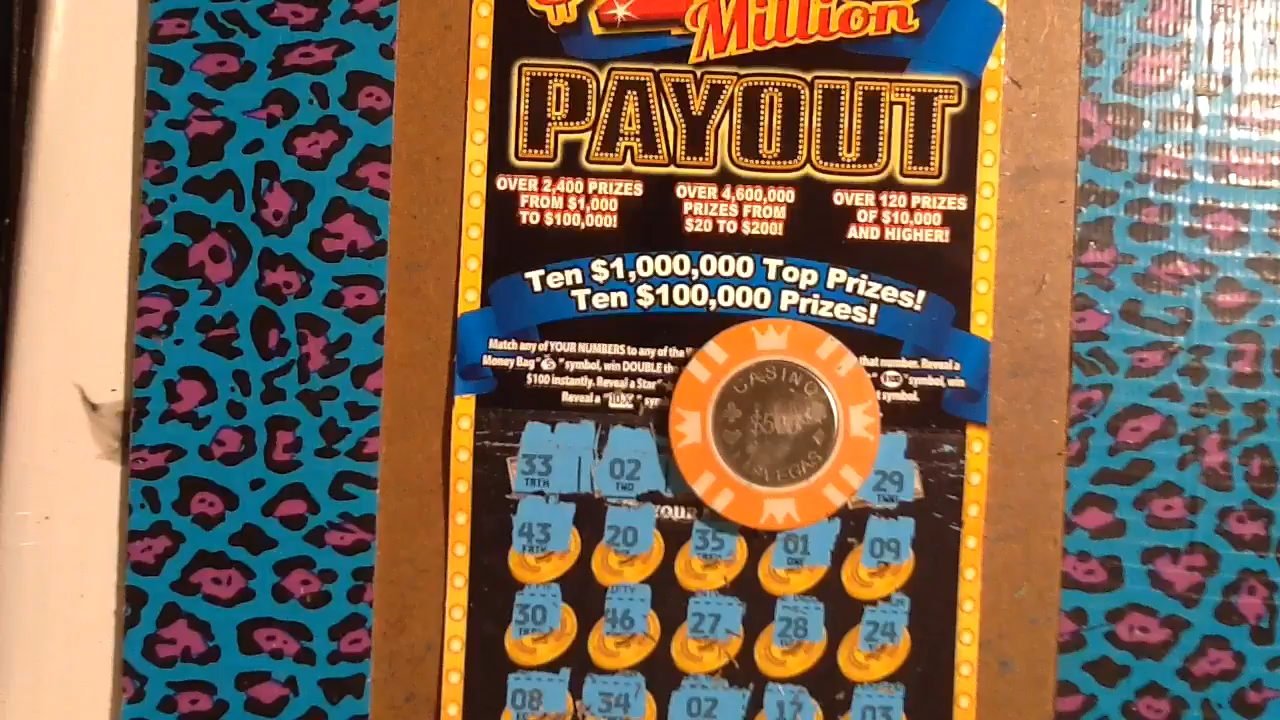 $ Million
PAYOUT
OVER 2,400 PRIZES
FROM $1,000
TO $100,000!
OVER 4,600,000
PRIZES FROM
$20 TO $200!
OVER 120 PRIZES
OF $10,000
AND HIGHER!
Ten $1,000,000 Top Prizes!
Ten $100,000 Prizes!
Match any of YOUR NUMBERS to any of the
that number. Reveal a
Money Bag " " symbol, win DOUBLE
" symbol, win
$100 instantly. Reveal a Star"
symbol.
Reveal a "10X"
CASINO
LAS VEGAS
33 02 29
TWO
YOUR
43 20 35 01 09
ONE
30 46 27 28 24
08 34 02 17 03